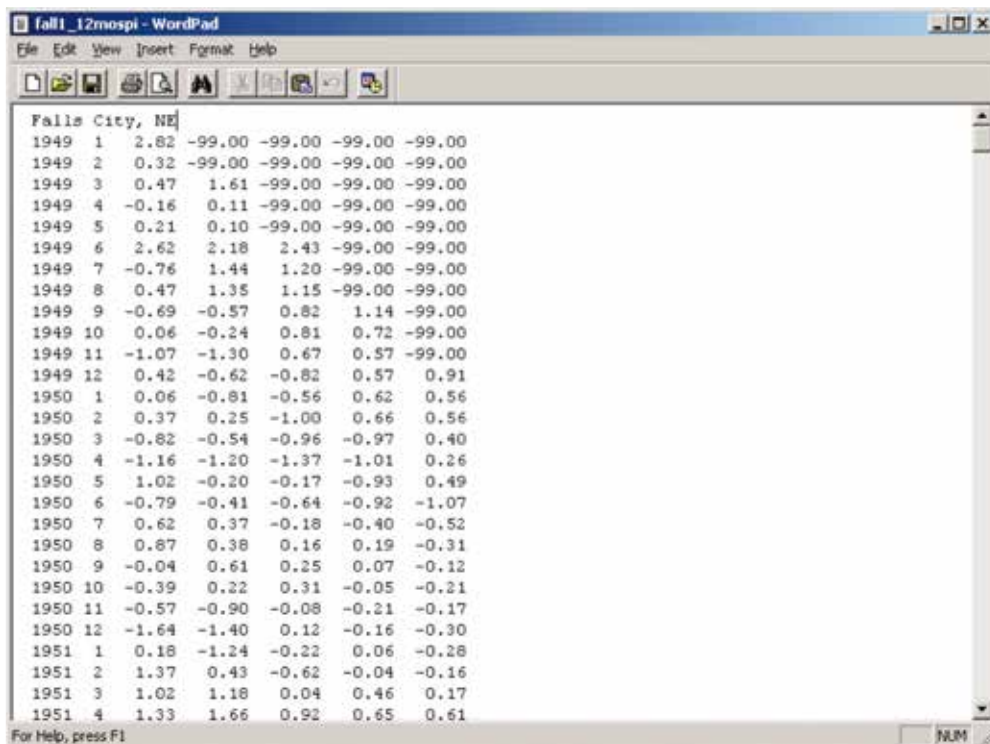 fall1_12mospi - WordPad
File Edit View Insert Format Help
Falls City, NE
1949 1 2.82 -99.00 -99.00 -99.00 -99.00
1949 2 0.32 -99.00 -99.00 -99.00 -99.00
1949 3 0.47 1.61 -99.00 -99.00 -99.00
1949 4 -0.16 0.11 -99.00 -99.00 -99.00
1949 5 0.21 0.10 -99.00 -99.00 -99.00
1949 6 2.62 2.18 2.43 -99.00 -99.00
1949 7 -0.76 1.44 1.20 -99.00 -99.00
1949 8 0.47 1.35 1.15 -99.00 -99.00
1949 9 -0.69 -0.57 0.82 1.14 -99.00
1949 10 0.06 -0.24 0.81 0.72 -99.00
1949 11 -1.07 -1.30 0.67 0.57 -99.00
1949 12 0.42 -0.62 -0.82 0.57 0.91
1950 1 0.06 -0.81 -0.56 0.62 0.56
1950 2 0.37 0.25 -1.00 0.66 0.56
1950 3 -0.82 -0.54 -0.96 -0.97 0.40
1950 4 -1.16 -1.20 -1.37 -1.01 0.26
1950 5 1.02 -0.20 -0.17 -0.93 0.49
1950 6 -0.79 -0.41 -0.64 -0.92 -1.07
1950 7 0.62 0.37 -0.18 -0.40 -0.52
1950 8 0.87 0.38 0.16 0.19 -0.31
1950 9 -0.04 0.61 0.25 0.07 -0.12
1950 10 -0.39 0.22 0.31 -0.05 -0.21
1950 11 -0.57 -0.90 -0.08 -0.21 -0.17
1950 12 -1.64 -1.40 0.12 -0.16 -0.30
1951 1 0.18 -1.24 -0.22 0.06 -0.28
1951 2 1.37 0.43 -0.62 -0.04 -0.16
1951 3 1.02 1.18 0.04 0.46 0.17
1951 4 1.33 1.66 0.92 0.65 0.61
For Help, press F1 NUM